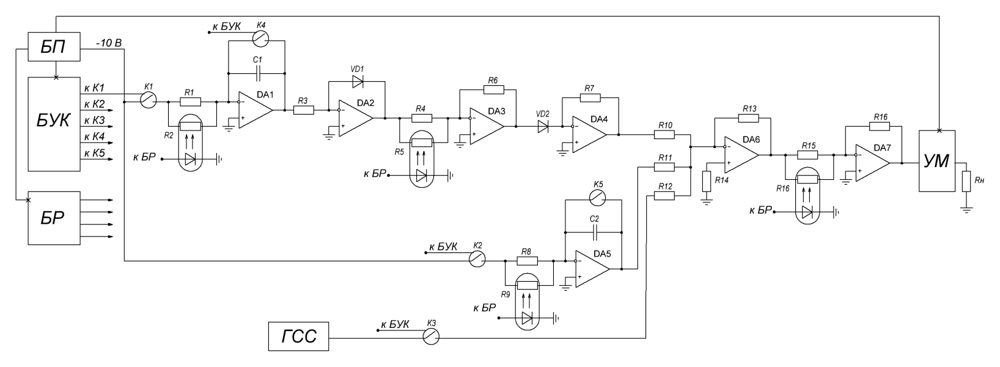 БП
-10 В
БУК
к К1
к К2
к К3
к К4
к К5
БР
К1
R1
R2
к БР
к БУК
К4
C1
DA1
R3
VD1
DA2
R4
R5
к БР
R6
DA3
VD2
R7
DA4
R10
R11
R12
R13
DA6
R14
R15
R16
к БР
R16
DA7
УМ
Rн
к БУК
К2
R8
R9
к БР
К5
C2
DA5
ГСС
к БУК
К3